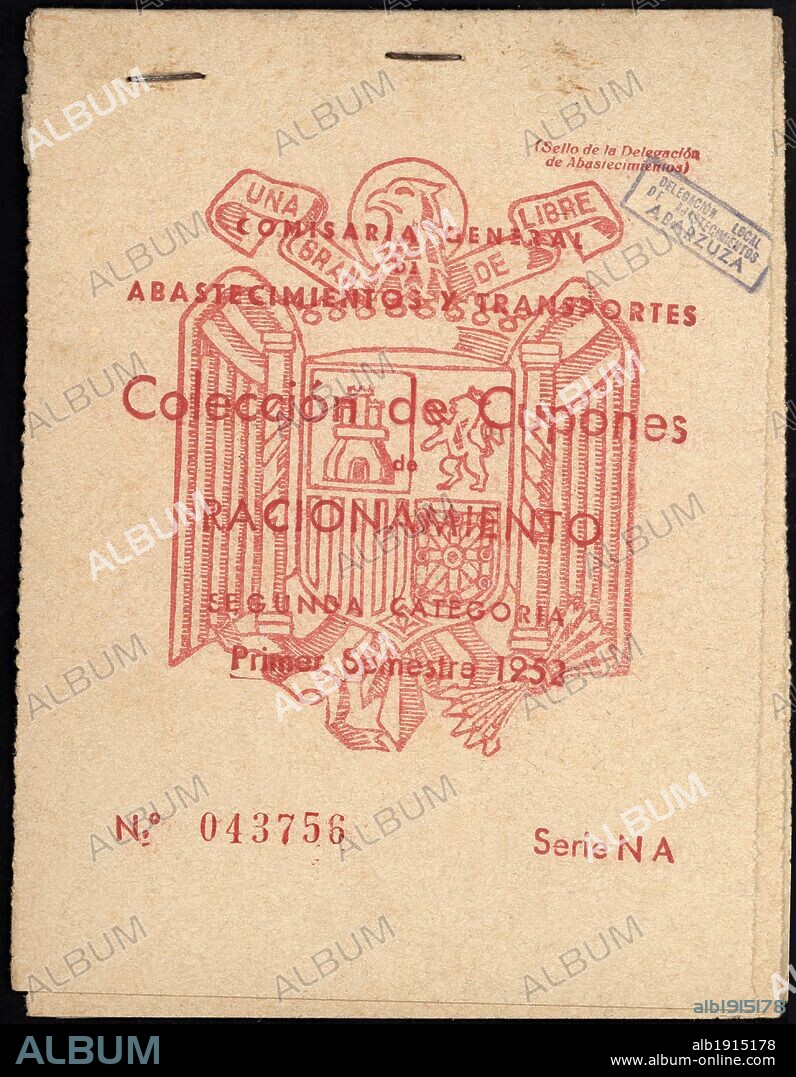 (Sello de la Delegación
de Abastecimientos)
DELEGACIÓN LOCAL
DE ABASTECIMIENTOS
ABARZUZA
UNA
GRANDE
LIBRE
COMISARIA GENERAL
DE
ABASTECIMIENTOS Y TRANSPORTES
Colección de Cupones
de
RACIONAMIENTO
SEGUNDA CATEGORIA
Primer Semestre 1952
N.º 043756
Serie NA
alb1915178
ALBUM
alb1915178
www.album-online.com